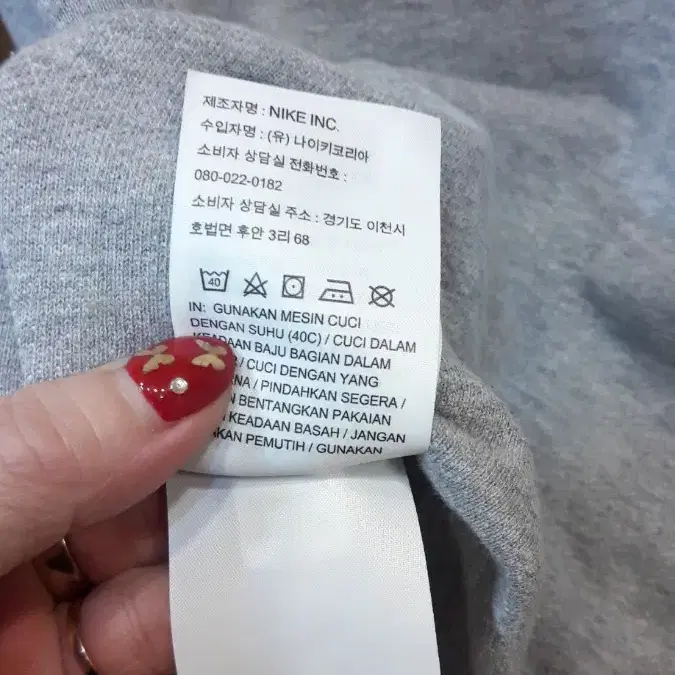 제조자명 : NIKE INC.
수입자명 : (유) 나이키코리아
소비자 상담실 전화번호 :
080-022-0182
소비자 상담실 주소 : 경기도 이천시
호법면 후안 3리 68
40
IN: GUNAKAN MESIN CUCI
DENGAN SUHU (40C) / CUCI DALAM
BAJU BAGIAN DALAM
/ CUCI DENGAN YANG
/ PINDAHKAN SEGERA /
BENTANGKAN PAKAIAN
KEADAAN BASAH / JANGAN
PEMUTIH / GUNAKAN